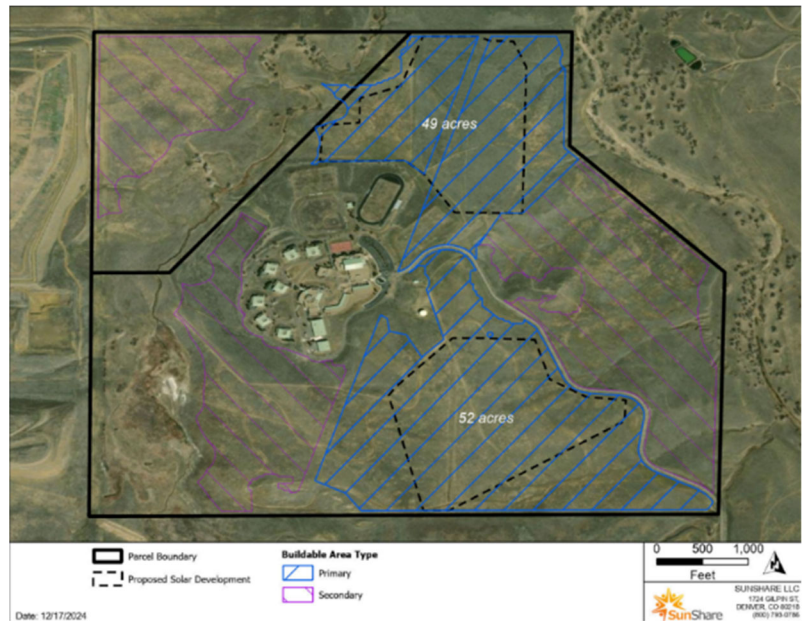 49 acres
52 acres
Parcel Boundary
Proposed Solar Development
Buildable Area Type
Primary
Secondary
Date: 12/17/2024
0 500 1,000
Feet
SunShare
SUNSHARE LLC
1724 GILPIN ST,
DENVER, CO 80218
(800) 793-0786